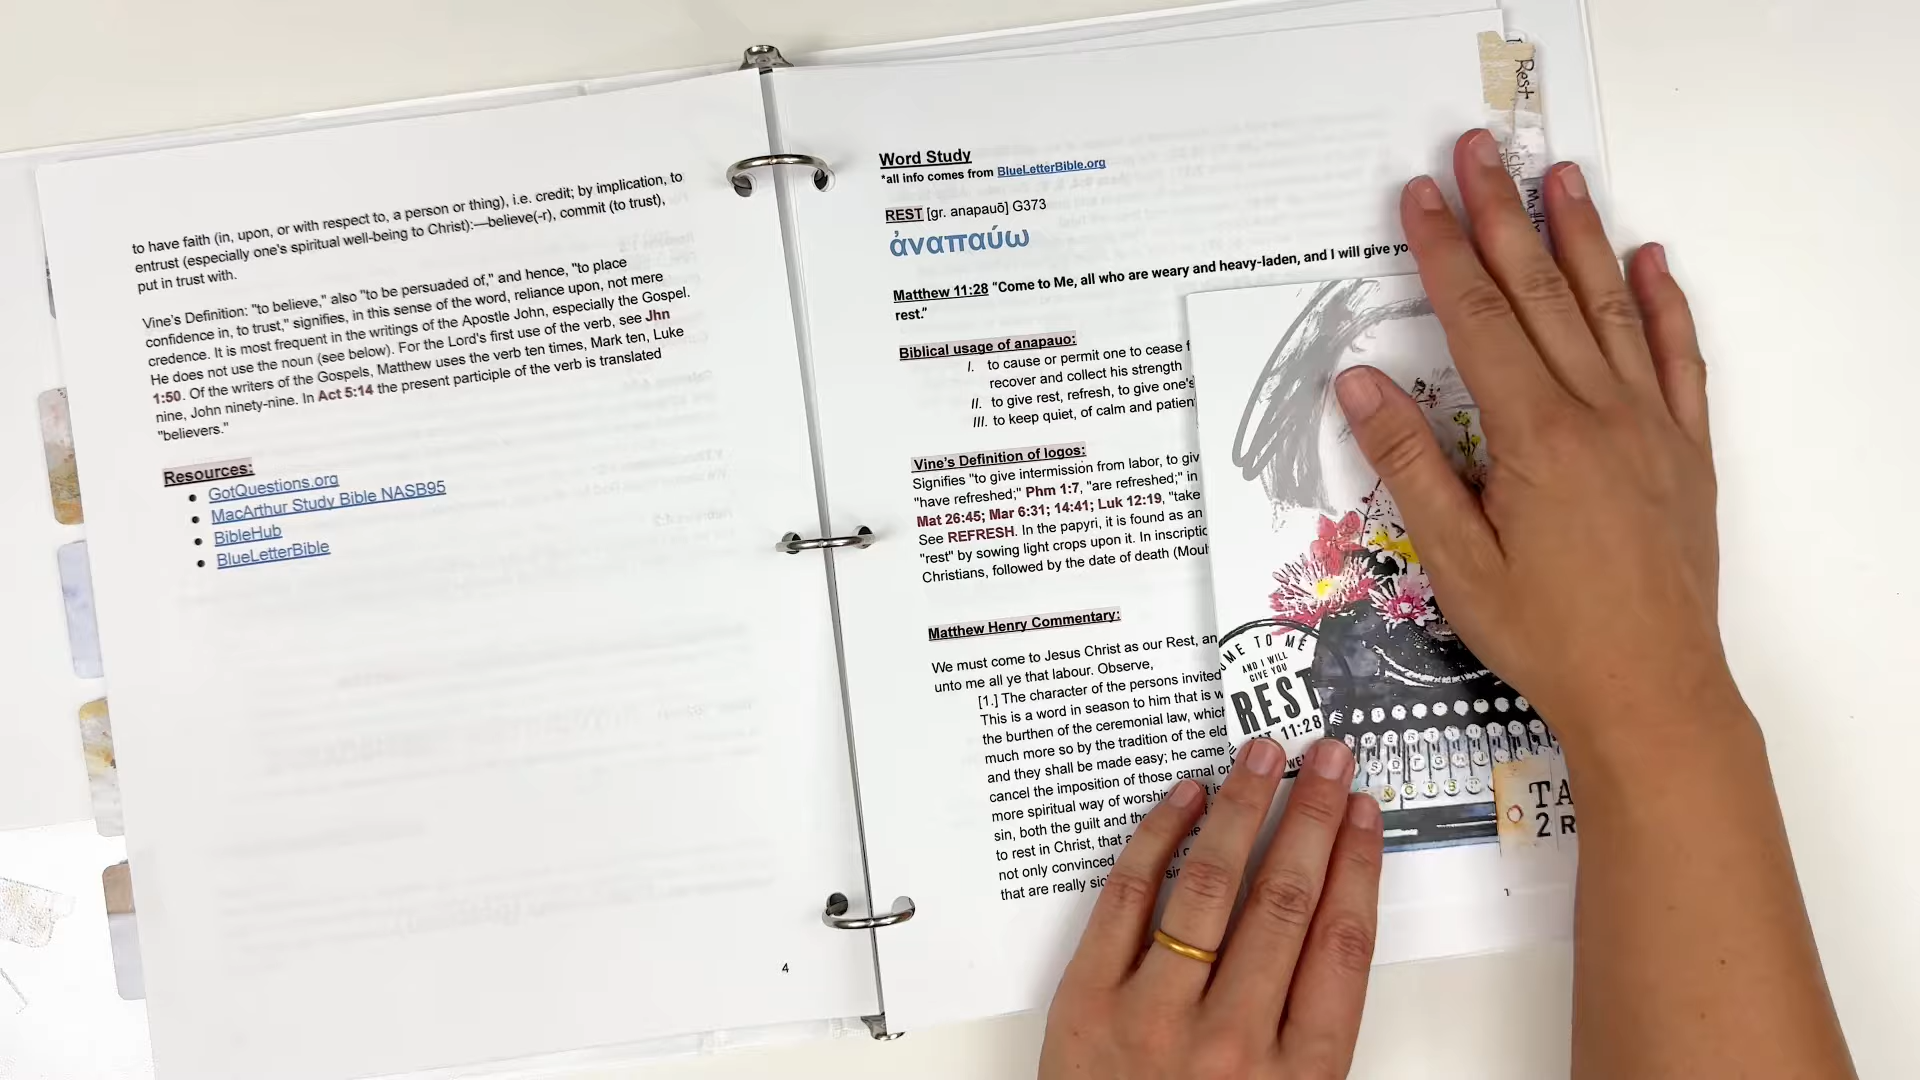 to have faith (in, upon, or with respect to, a person or thing), i.e. credit; by implication, to
entrust (especially one's spiritual well-being to Christ):—believe(-r), commit (to trust),
put in trust with.
Vine's Definition: "to believe," also "to be persuaded of," and hence, "to place
confidence in, to trust," signifies, in this sense of the word, reliance upon, not mere
credence. It is most frequent in the writings of the Apostle John, especially the Gospel.
He does not use the noun (see below). For the Lord's first use of the verb, see Jhn
1:50. Of the writers of the Gospels, Matthew uses the verb ten times, Mark ten, Luke
nine, John ninety-nine. In Act 5:14 the present participle of the verb is translated
"believers."
Resources:
GotQuestions.org
MacArthur Study Bible NASB95
BibleHub
BlueLetterBible
4
Word Study
*all info comes from BlueLetterBible.org
REST [gr. anapauō] G373
ἀναπαύω
Matthew 11:28 "Come to Me, all who are weary and heavy-laden, and I will give
rest."
Biblical usage of anapauo:
I. to cause or permit one to cease
recover and collect his strength
II. to give rest, refresh, to give one's
III. to keep quiet, of calm and
Vine's Definition of logos:
Signifies "to give intermission from labor, to
"have refreshed;" Phm 1:7, "are refreshed;" in
Mat 26:45; Mar 6:31; 14:41; Luk 12:19, "take
See REFRESH. In the papyri, it is found as an
"rest" by sowing light crops upon it. In
Christians, followed by the date of death
Matthew Henry Commentary:
We must come to Jesus Christ as our Rest,
unto me all ye that labour. Observe,
[1.] The character of the persons invited
This is a word in season to him that is
the burthen of the ceremonial law,
much more so by the tradition of the
and they shall be made easy; he came
cancel the imposition of those carnal
more spiritual way of
sin, both the guilt and
to rest in Christ, that
not only convinced
that are really
1
Rest
TO ME
AND I WILL
GIVE YOU
REST
11:28
2